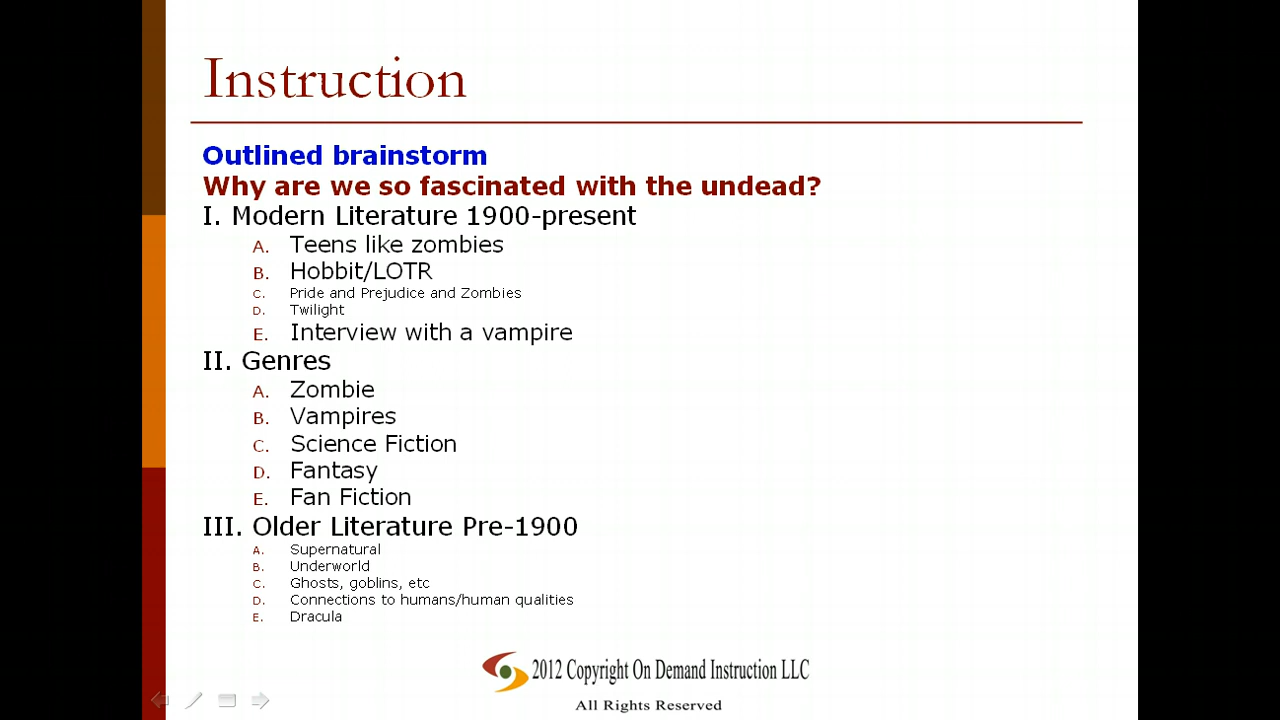 Instruction
Outlined brainstorm
Why are we so fascinated with the undead?
I. Modern Literature 1900-present
A. Teens like zombies
B. Hobbit/LOTR
C. Pride and Prejudice and Zombies
D. Twilight
E. Interview with a vampire
II. Genres
A. Zombie
B. Vampires
C. Science Fiction
D. Fantasy
E. Fan Fiction
III. Older Literature Pre-1900
A. Supernatural
B. Underworld
C. Ghosts, goblins, etc
D. Connections to humans/human qualities
E. Dracula
2012 Copyright On Demand Instruction LLC
All Rights Reserved